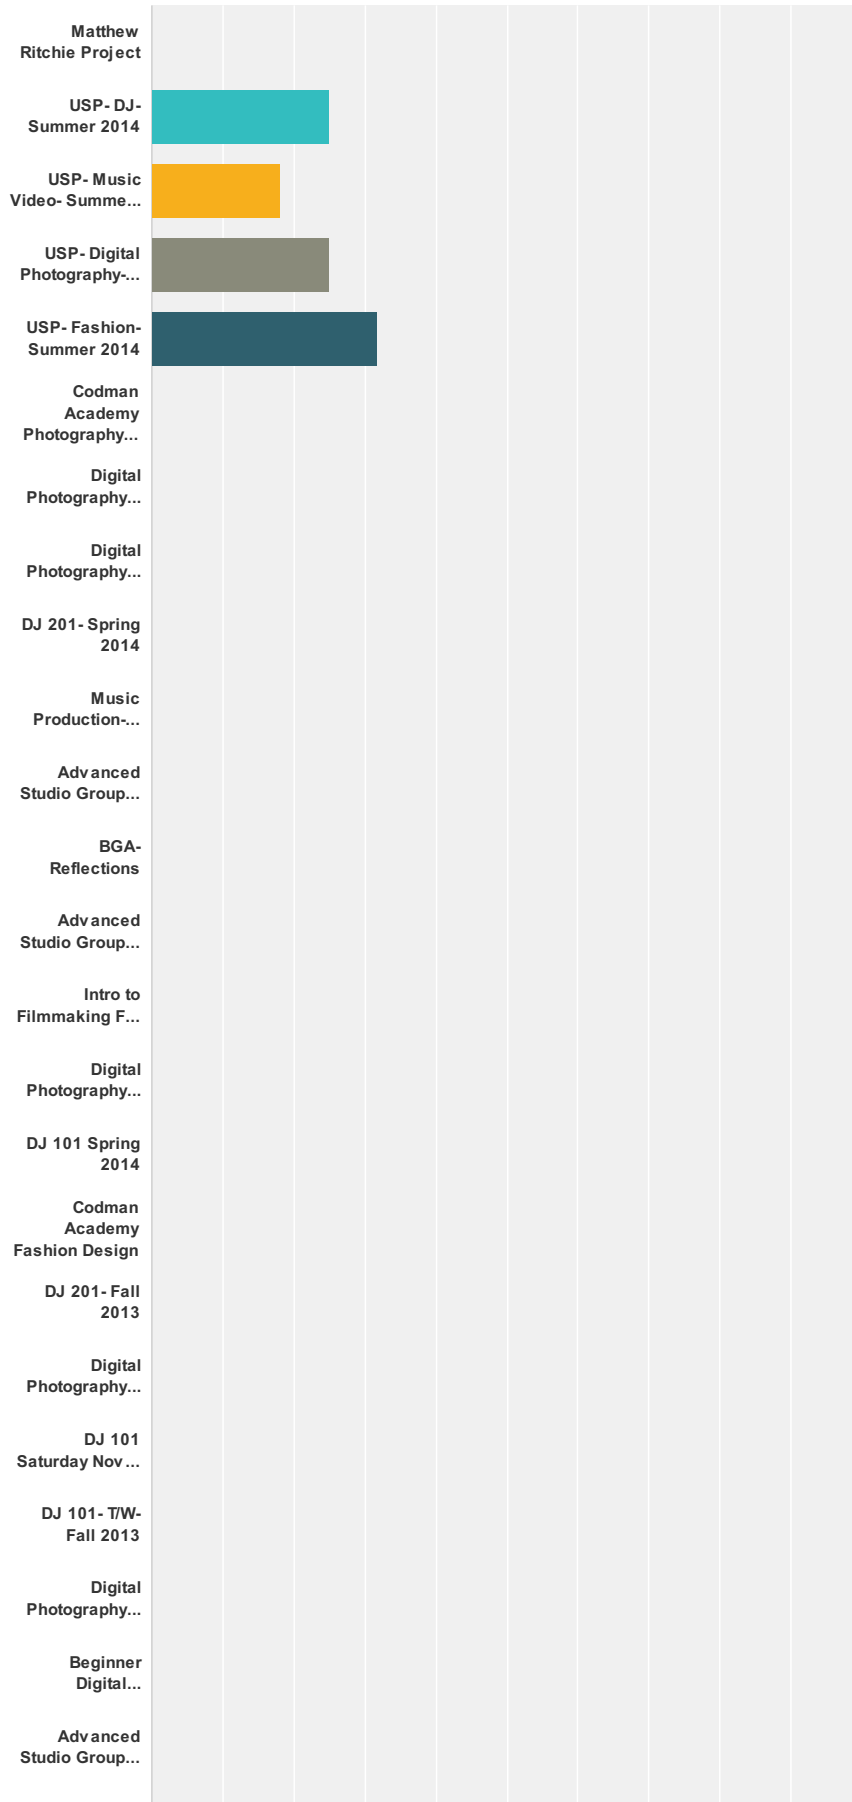 Matthew
Ritchie Project
USP- DJ-
Summer 2014
USP- Music
Video- Summe...
USP- Digital
Photography-...
USP- Fashion-
Summer 2014
Codman
Academy
Photography...
Digital
Photography...
Digital
Photography...
DJ 201- Spring
2014
Music
Production-...
Advanced
Studio Group...
BGA-
Reflections
Advanced
Studio Group...
Intro to
Filmmaking F...
Digital
Photography...
DJ 101 Spring
2014
Codman
Academy
Fashion Design
DJ 201- Fall
2013
Digital
Photography...
DJ 101
Saturday Nov...
DJ 101- T/W-
Fall 2013
Digital
Photography...
Beginner
Digital...
Advanced
Studio Group...